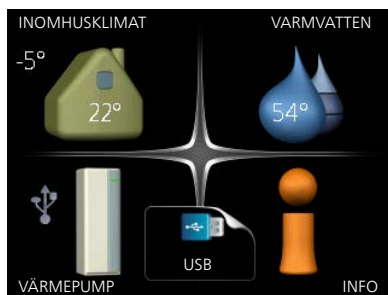 INOMHUSKLIMAT
VARMVATTEN
-5°
22°
54°
USB
VÄRMEPUMP
INFO